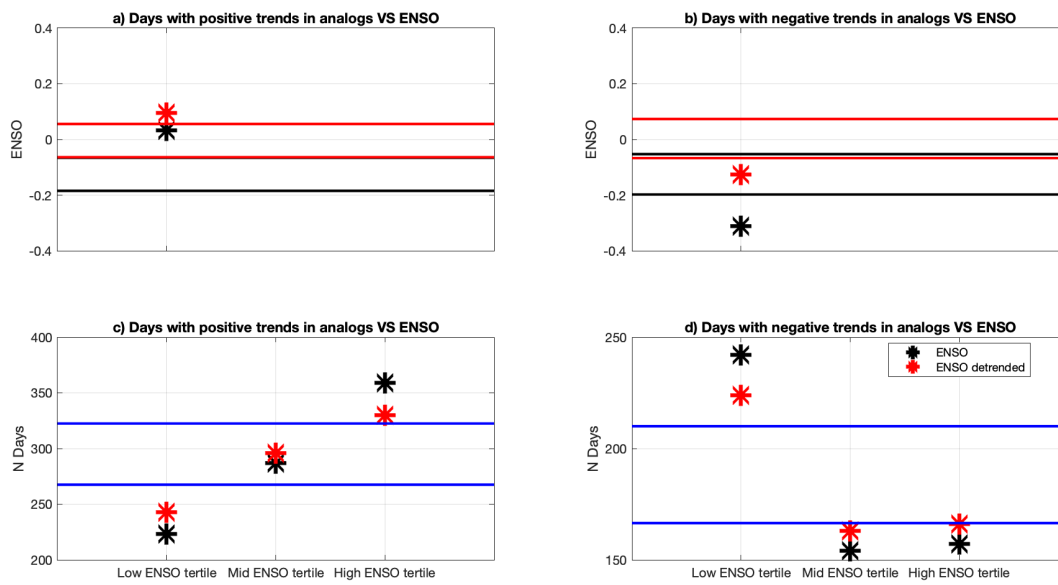 a) Days with positive trends in analogs VS ENSO
0.4
0.2
0
-0.2
-0.4
ENSO
b) Days with negative trends in analogs VS ENSO
0.4
0.2
0
-0.2
-0.4
ENSO
c) Days with positive trends in analogs VS ENSO
400
350
300
250
200
N Days
Low ENSO tertile Mid ENSO tertile High ENSO tertile
d) Days with negative trends in analogs VS ENSO
250
200
150
N Days
ENSO
ENSO detrended
Low ENSO tertile Mid ENSO tertile High ENSO tertile